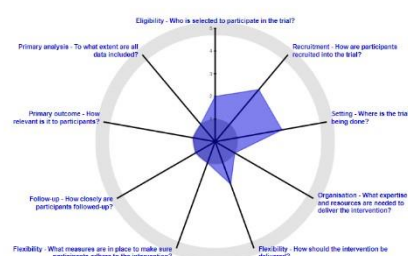 Eligibility - Who is selected to participate in the trial?
Primary analysis - To what extent are all
data included?
Recruitment - How are participants
recruited into the trial?
Primary outcome - How
relevant is it to participants?
Setting - Where is the tria
being done?
Follow-up - How closely are
participants followed-up?
Organisation - What expertise
and resources are needed to
deliver the intervention?
Flexibility - What measures are in place to make sure
Flexibility - How should the intervention be